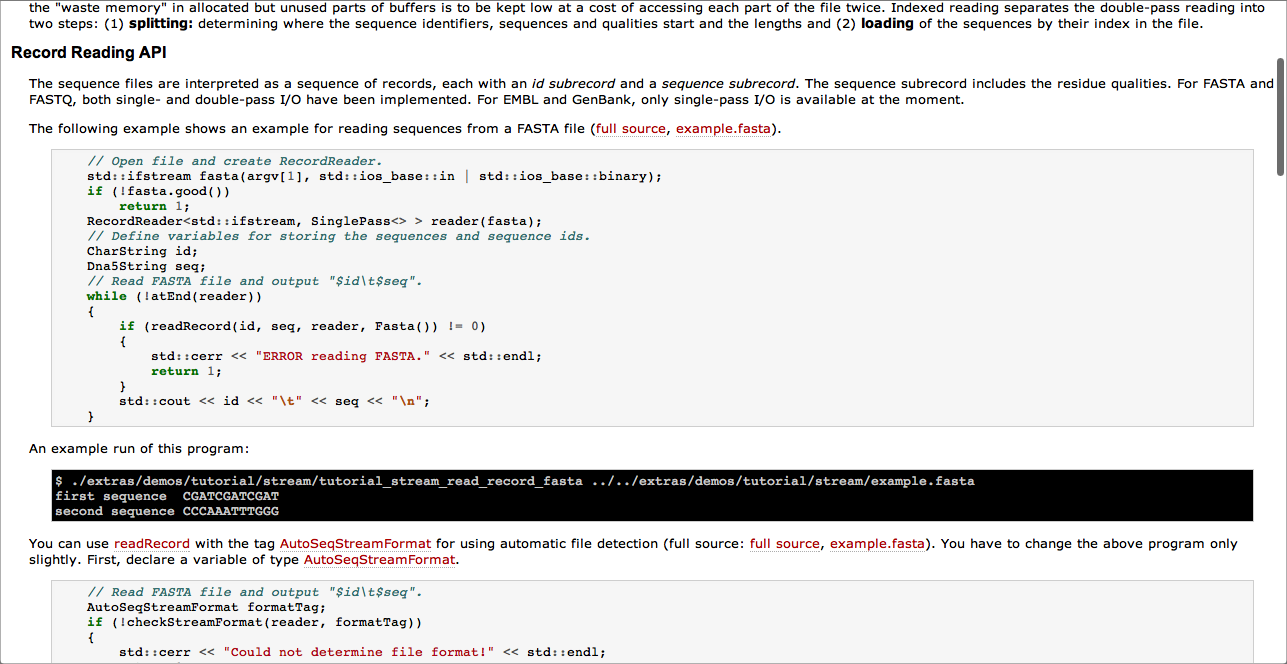 the "waste memory" in allocated but unused parts of buffers is to be kept low at a cost of accessing each part of the file twice. Indexed reading separates the double-pass reading into
two steps: (1) splitting: determining where the sequence identifiers, sequences and qualities start and the lengths and (2) loading of the sequences by their index in the file.
Record Reading API
The sequence files are interpreted as a sequence of records, each with an id subrecord and a sequence subrecord. The sequence subrecord includes the residue qualities. For FASTA and
FASTQ, both single- and double-pass I/O have been implemented. For EMBL and GenBank, only single-pass I/O is available at the moment.
The following example shows an example for reading sequences from a FASTA file (full source, example.fasta).
// Open file and create RecordReader.
std::ifstream fasta(argv[1], std::ios_base::in | std::ios_base::binary);
if (!fasta.good())
    return 1;
RecordReader<std::ifstream, SinglePass<> > reader(fasta);
// Define variables for storing the sequences and sequence ids.
CharString id;
Dna5String seq;
// Read FASTA file and output "$id\t$seq".
while (!atEnd(reader))
{
    if (readRecord(id, seq, reader, Fasta()) != 0)
    {
        std::cerr << "ERROR reading FASTA." << std::endl;
        return 1;
    }
    std::cout << id << "\t" << seq << "\n";
}
An example run of this program:
$ ./extras/demos/tutorial/stream/tutorial_stream_read_record_fasta ../../extras/demos/tutorial/stream/example.fasta
first sequence  CGATCGATCGAT
second sequence CCCAAATTTGGG
You can use readRecord with the tag AutoSeqStreamFormat for using automatic file detection (full source: full source, example.fasta). You have to change the above program only
slightly. First, declare a variable of type AutoSeqStreamFormat.
// Read FASTA file and output "$id\t$seq".
AutoSeqStreamFormat formatTag;
if (!checkStreamFormat(reader, formatTag))
{
    std::cerr << "Could not determine file format!" << std::endl;